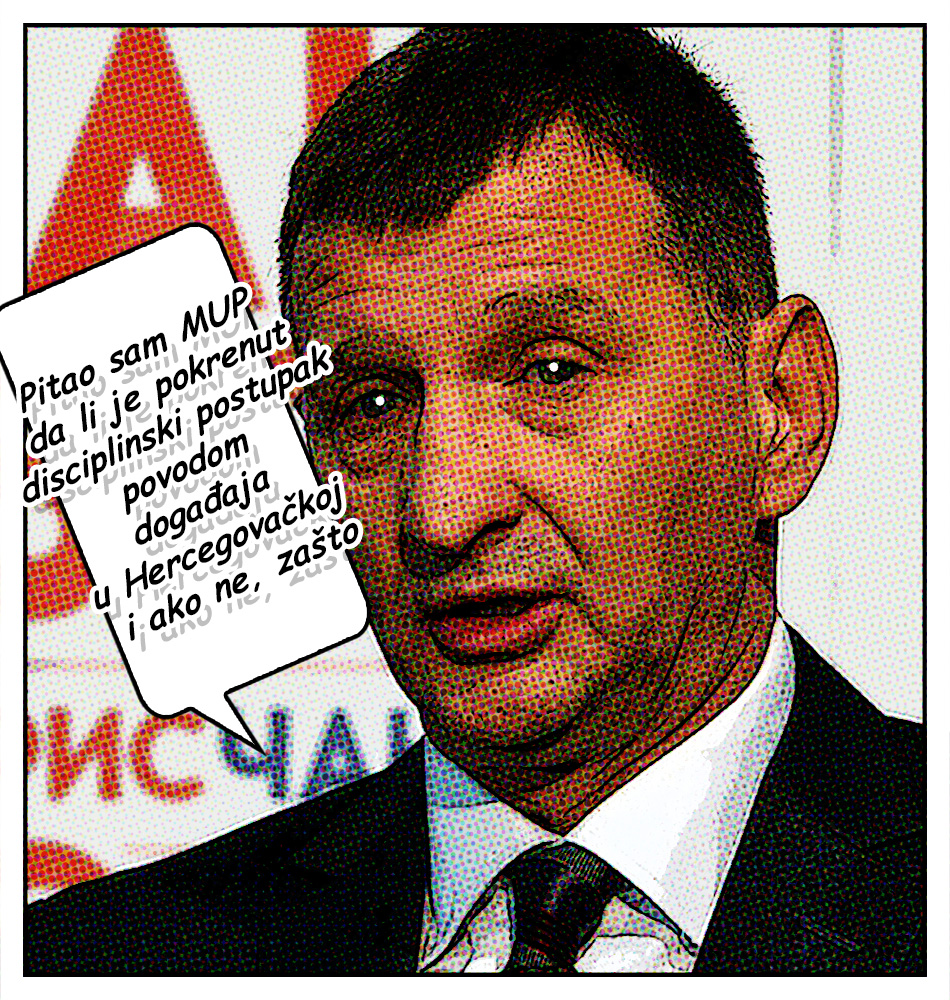 Pitao sam MUP
da li je pokrenut
disciplinski postupak
povodom
događaja
u Hercegovačkoj
i ako ne, zašto
РИСЧАН